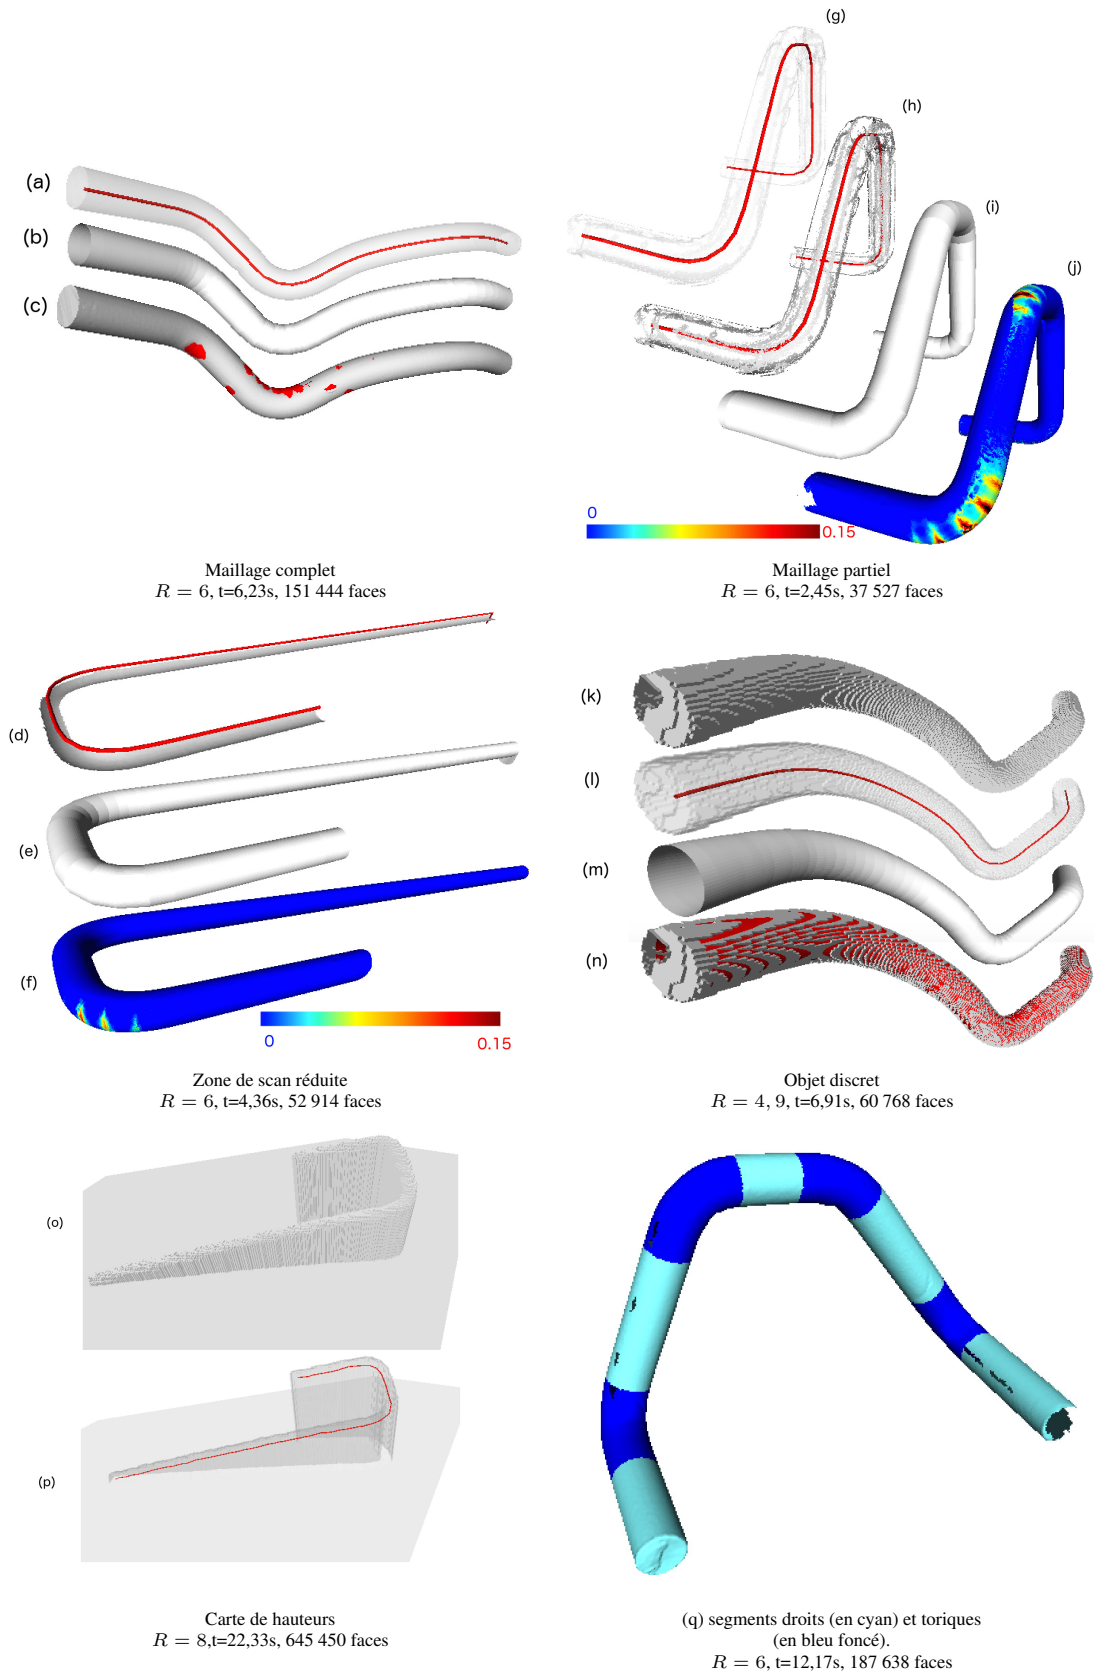 (a)
(b)
(c)
(g)
(h)
(i)
(j)
0
0.15
Maillage complet
R = 6, t=6,23s, 151 444 faces
Maillage partiel
R = 6, t=2,45s, 37 527 faces
(d)
(e)
(f)
0
0.15
(k)
(l)
(m)
(n)
Zone de scan réduite
R = 6, t=4,36s, 52 914 faces
Objet discret
R = 4, 9, t=6,91s, 60 768 faces
(o)
(p)
Carte de hauteurs
R = 8,t=22,33s, 645 450 faces
(q) segments droits (en cyan) et toriques
(en bleu foncé).
R = 6, t=12,17s, 187 638 faces